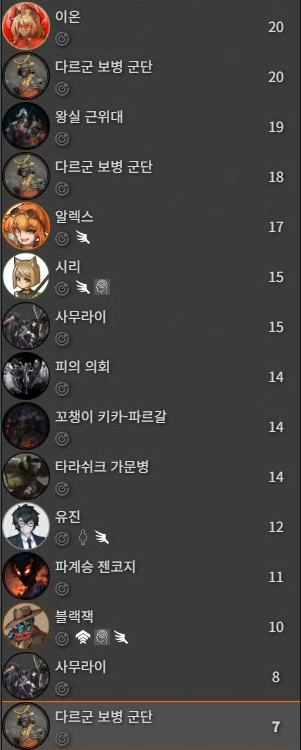 이온 20
다르군 보병 군단 20
왕실 근위대 19
다르군 보병 군단 18
알렉스 17
시리 15
사무라이 15
피의 의회 14
꼬챙이 키카-파르갈 14
타라쉬크 가문병 14
유진 12
파계승 젠코지 11
블랙잭 10
사무라이 8
다르군 보병 군단 7